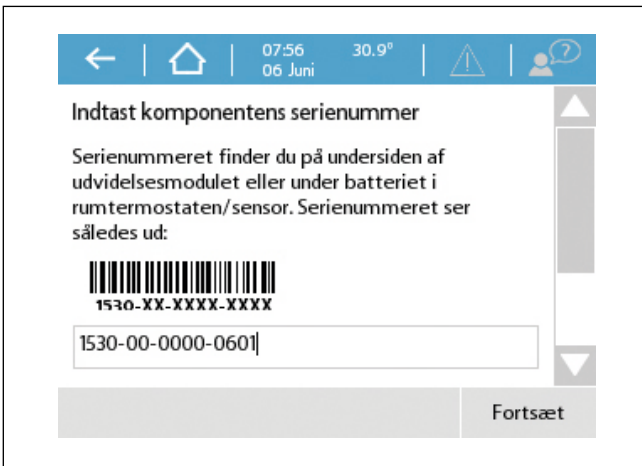 07:56 30.9°
06 Juni
?
Indtast komponentens serienummer
Serienummeret finder du på undersiden af
udvidelsesmodulet eller under batteriet i
rumtermostaten/sensor. Serienummeret ser
således ud:
1530-XX-XXXX-XXXX
1530-00-0000-0601
Fortsæt